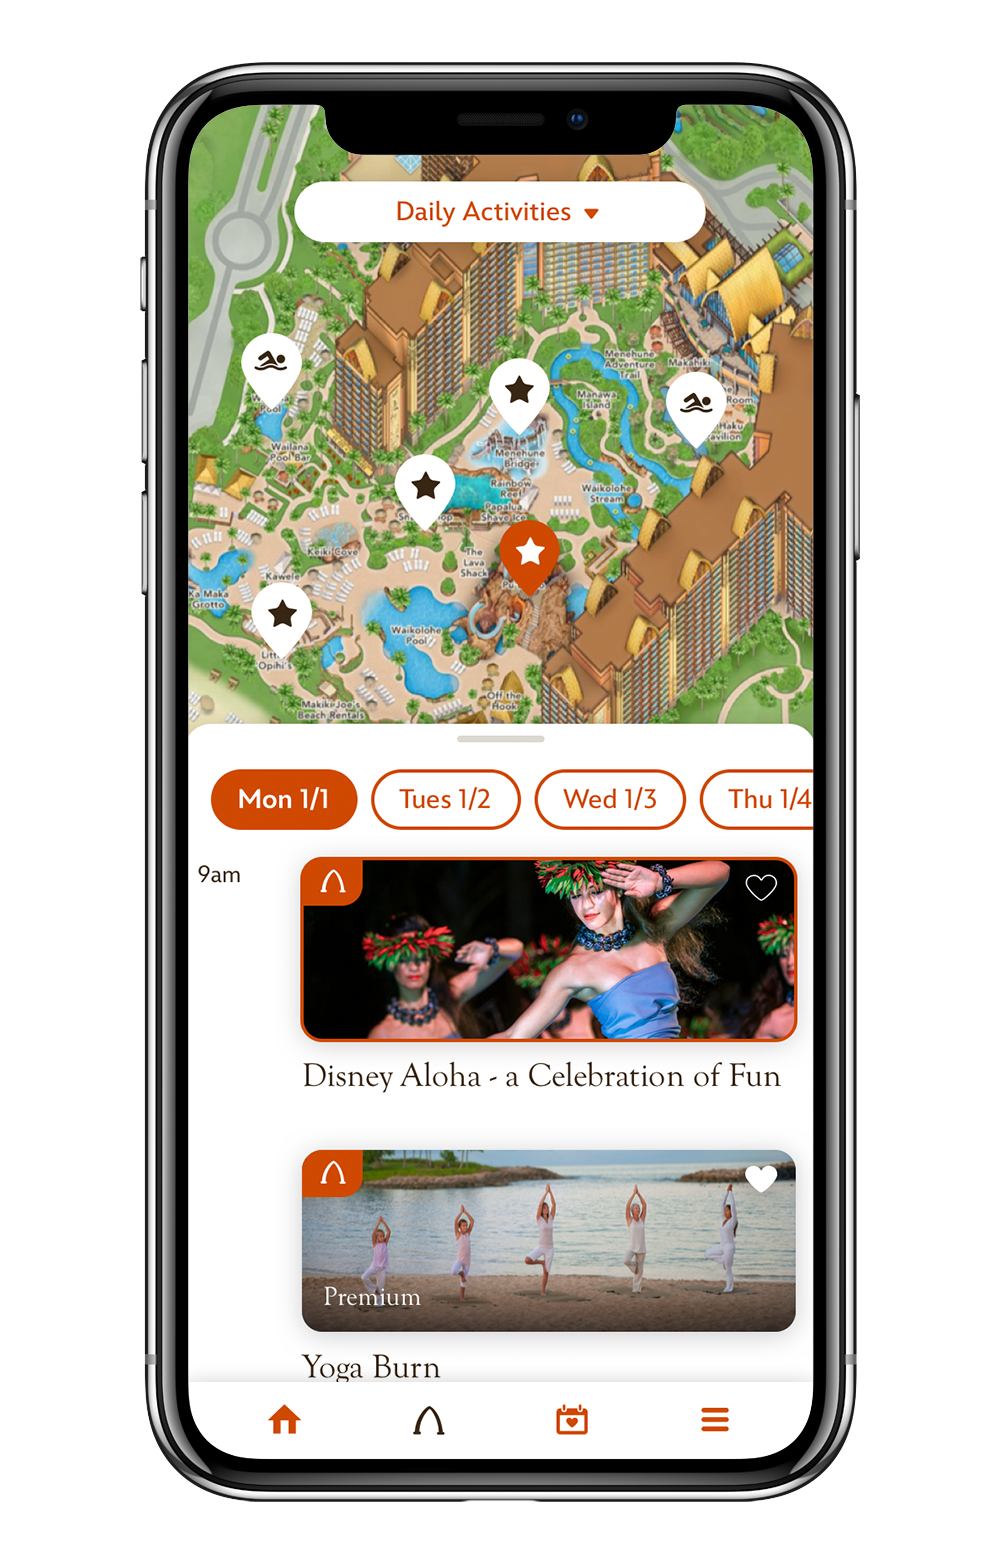 Daily Activities
Menehune
Adventure
Trail
Makahiki
Manawa
Island
Room
Haku
Pool
Wailana
Pool Bar
Menehune
Bridge
Rainbow
Reef
Waikolohe
Stream
Papalua
Shave Ice
Keiki Cove
The
Lava
Shack
Kawele
Ka Maka
Grotto
Waikolohe
Pool
'Opihi's
Off the
Hook
Makiki Joe's
Beach Rentals
Mon 1/1
Tues 1/2
Wed 1/3
Thu 1/4
9am
Disney Aloha - a Celebration of Fun
Premium
Yoga Burn